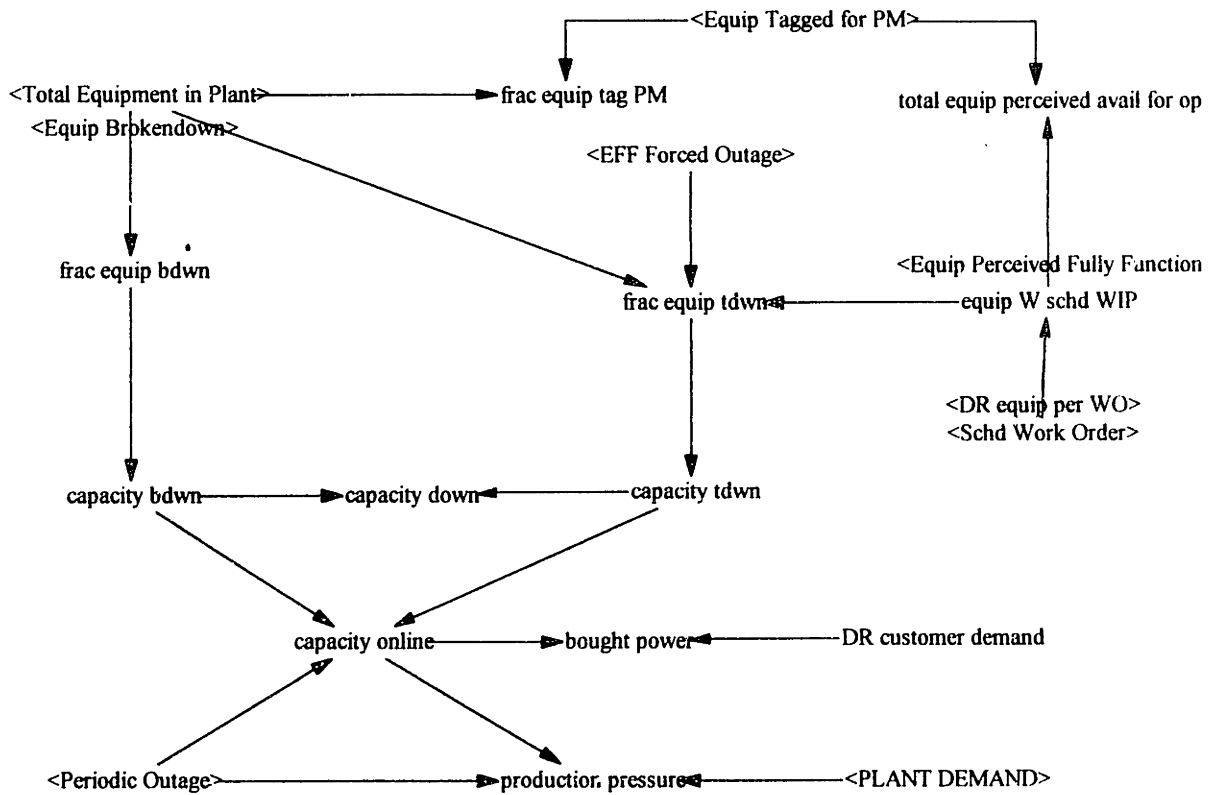 <Equip Tagged for PM>
<Total Equipment in Plant>
frac equip tag PM
total equip perceived avail for op
<Equip Brokendown>
<EFF Forced Outage>
frac equip bdwn
<Equip Perceived Fully Function
frac equip tdwn
equip W schd WIP
<DR equip per WO>
<Schd Work Order>
capacity bdwn
capacity down
capacity tdwn
capacity online
bought power
DR customer demand
<Periodic Outage>
production pressure
<PLANT DEMAND>